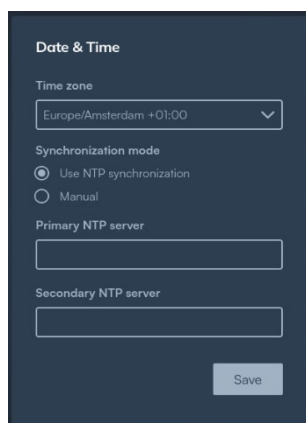 Date & Time
Time zone
Europe/Amsterdam +01:00
Synchronization mode
Use NTP synchronization
Manual
Primary NTP server
Secondary NTP server
Save